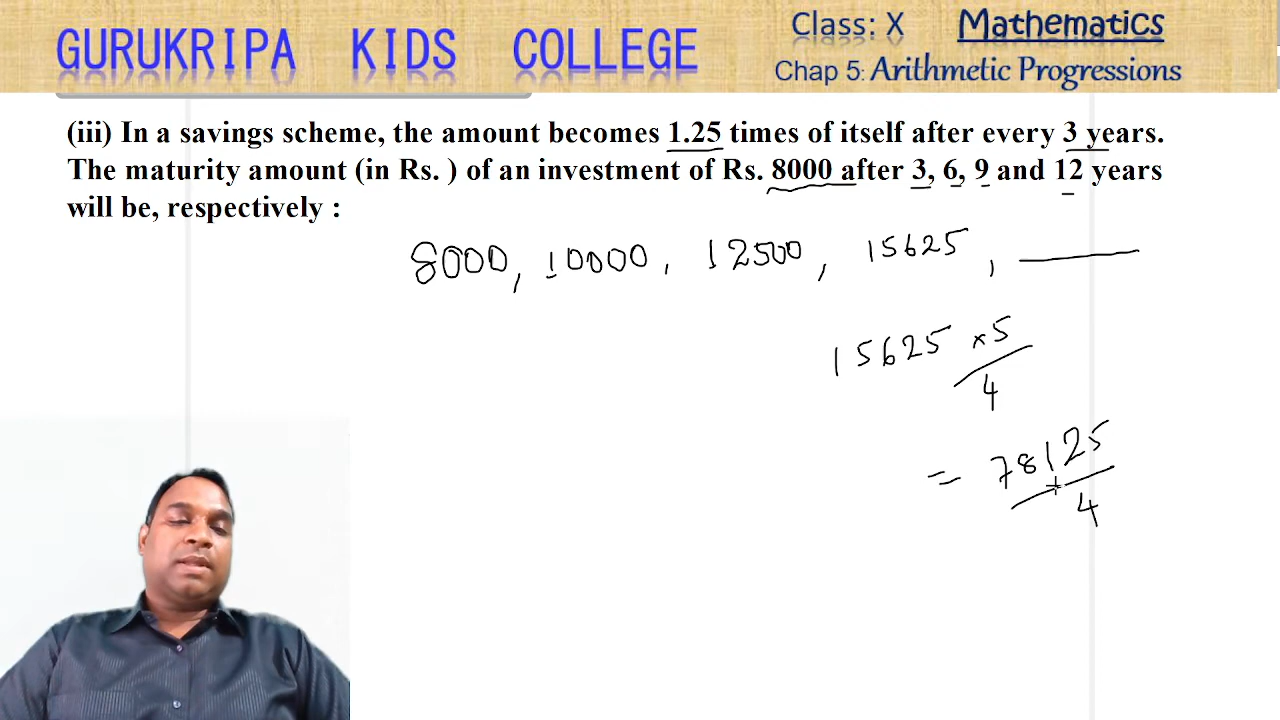 GURUKRIPA KIDS COLLEGE
Class: X Mathematics
Chap 5: Arithmetic Progressions
(iii) In a savings scheme, the amount becomes 1.25 times of itself after every 3 years.
The maturity amount (in Rs. ) of an investment of Rs. 8000 after 3, 6, 9 and 12 years
will be, respectively :
8000, 10000, 12500, 15625, ______
15625 × 5
4
= 78125
4